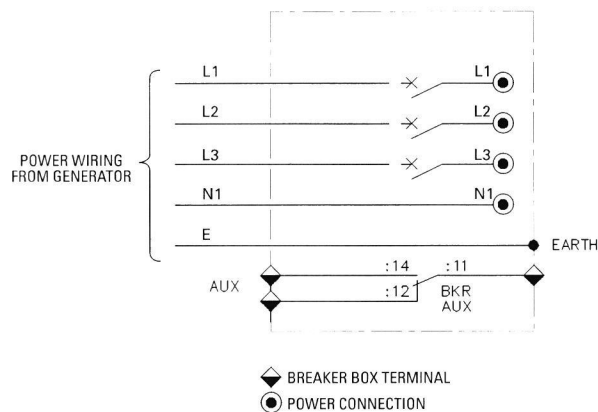 L1 L1
L2 L2
L3 L3
POWER WIRING
FROM GENERATOR
N1 N1
E EARTH
:14 :11
AUX
:12 BKR
AUX
BREAKER BOX TERMINAL
POWER CONNECTION